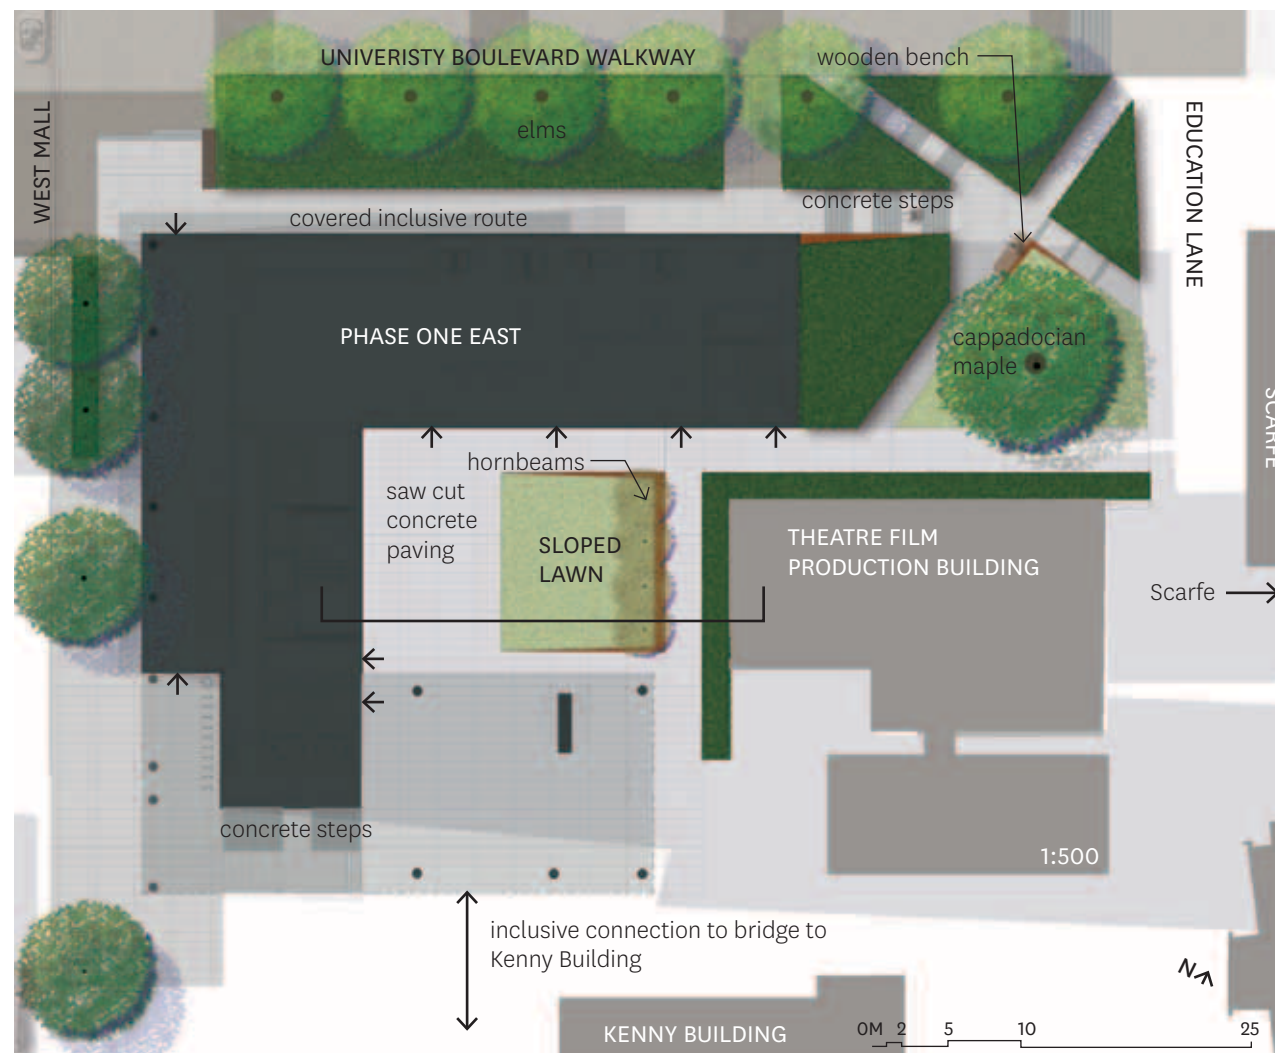 UNIVERISTY BOULEVARD WALKWAY
wooden bench
elms
WEST MALL
EDUCATION LANE
concrete steps
covered inclusive route
PHASE ONE EAST
cappadocian
maple
SCARFE
hornbeams
saw cut
concrete
paving
SLOPED
LAWN
THEATRE FILM
PRODUCTION BUILDING
Scarfe
concrete steps
1:500
inclusive connection to bridge to
Kenny Building
N
KENNY BUILDING
0M 2 5 10 25